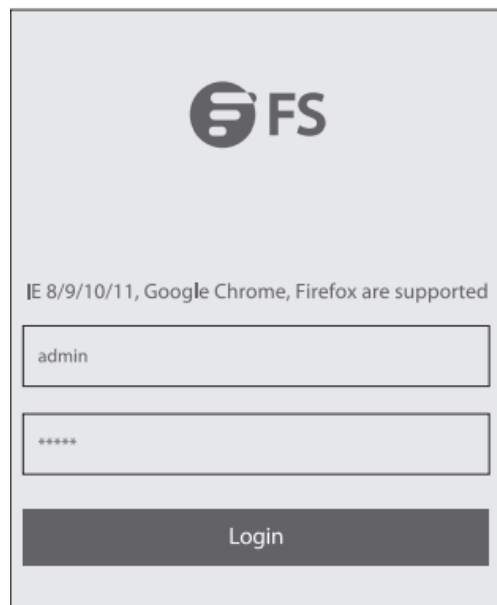 FS
IE 8/9/10/11, Google Chrome, Firefox are supported
admin
*****
Login